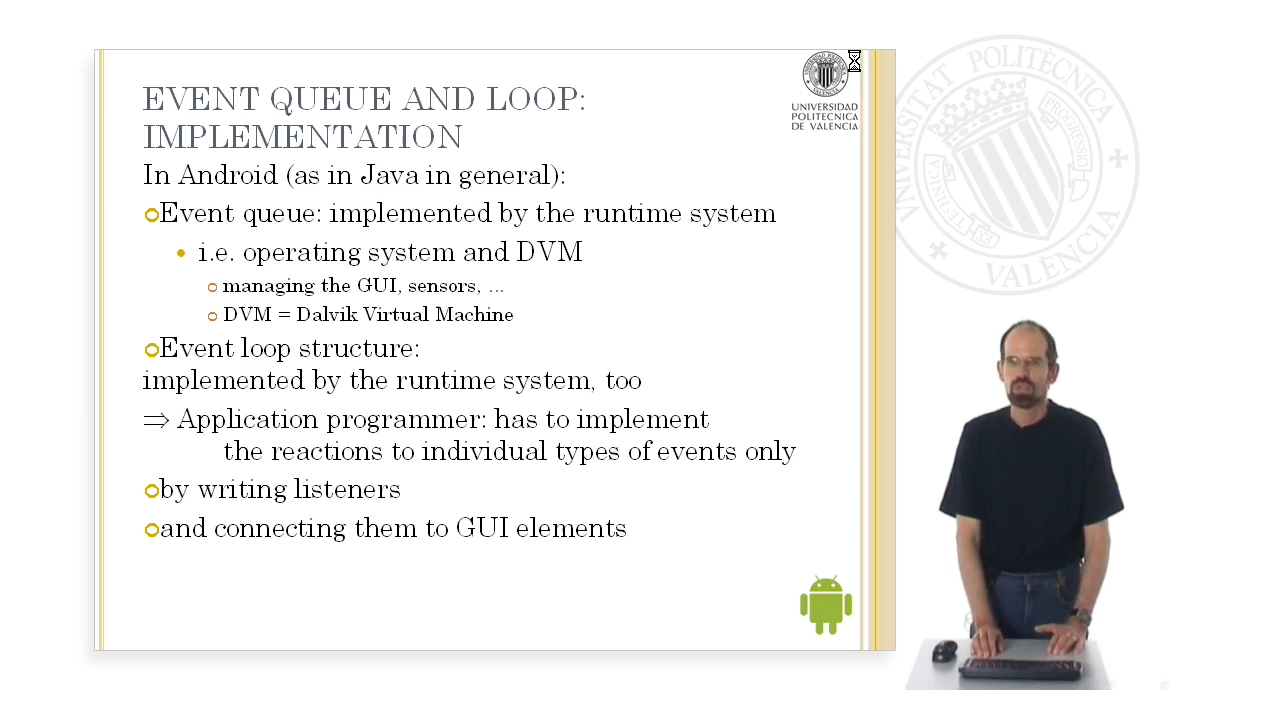 EVENT QUEUE AND LOOP:
IMPLEMENTATION
In Android (as in Java in general):
Event queue: implemented by the runtime system
i.e. operating system and DVM
managing the GUI, sensors, ...
DVM = Dalvik Virtual Machine
Event loop structure:
implemented by the runtime system, too
⇒ Application programmer: has to implement
the reactions to individual types of events only
by writing listeners
and connecting them to GUI elements
UNIVERSIDAD
POLITECNICA
DE VALENCIA
UNIVERSITAT POLITÈCNICA
VALÈNCIA